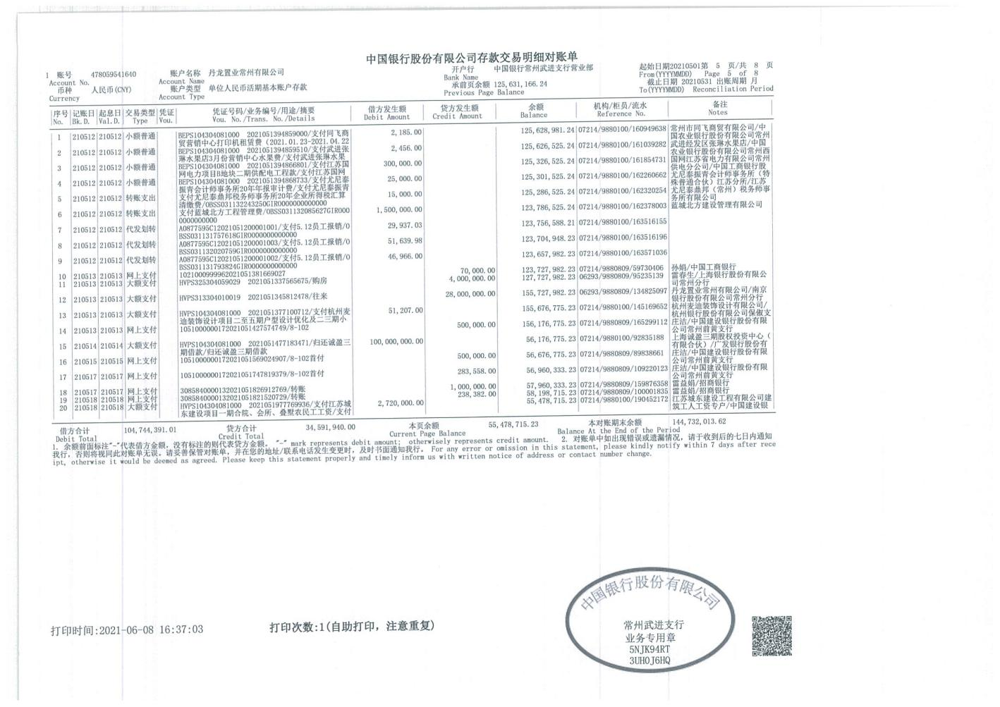 中国银行股份有限公司存款交易明细对账单
1 账号 478059541640 账户名称 丹龙置业常州有限公司 开户行 中国银行常州武进支行营业部 起始日期20210501第 5 页/共 8 页
Account No. Account Name Bank Name From(YYYYMMDD) Page 5 of 8
币种 人民币(CNY) 账户类型 单位人民币活期基本账户存款 承前页余额 125,631,166.24 截止日期 20210531 出账周期 月
Currency Account Type Previous Page Balance To(YYYYMMDD) Reconciliation Period
序号 记账日 起息日 交易类型 凭证 凭证号码/业务编号/用途/摘要 借方发生额 贷方发生额 余额 机构/柜员/流水 备注
No. Bk.D. Val.D. Type Vou. Vou. No./Trans. No./Details Debit Amount Credit Amount Balance Reference No. Notes
1 210512 210512 小额普通 BEPS104304081000 2021051394859000/支付同飞商 2,185.00 125,628,981.24 07214/9880100/160949638 常州市同飞商贸有限公司/中
贸营销中心打印机租赁费(2021.01.23-2021.04.22 国农业银行股份有限公司常州
2 210512 210512 小额普通 BEPS104304081000 2021051394859510/支付武进张 2,456.00 125,626,525.24 07214/9880100/161039282 武进经发区张琳水果店/中国
琳水果店3月份营销中心水果费/支付武进张琳水果 农业银行股份有限公司常州西
3 210512 210512 小额普通 BEPS104304081000 2021051394866801/支付江苏国 300,000.00 125,326,525.24 07214/9880100/161854731 国网江苏省电力有限公司常州
网电力项目B地块二期供配电工程款/支付江苏国网 供电分公司/中国工商银行股
4 210512 210512 小额普通 BEPS104304081000 2021051394868733/支付尤尼泰 25,000.00 125,301,525.24 07214/9880100/162260662 尤尼泰振青会计师事务所(特
振青会计师事务所20年年报审计费/支付尤尼泰振青 殊普通合伙)江苏分所/江苏
5 210512 210512 转账支出 支付尤尼泰鼎邦税务师事务所20年企业所得税汇算 15,000.00 125,286,525.24 07214/9880100/162320254 尤尼泰鼎邦(常州)税务师事
清缴费/OBSS031132243250GIR0000000000000 务所有限公司
6 210512 210512 转账支出 支付蓝城北方工程管理费/OBSS031132085627GIR000 1,500,000.00 123,786,525.24 07214/9880100/162378003 蓝城北方建设管理有限公司
0000000000
7 210512 210512 代发划转 A0877595C12021051200001001/支付5.12员工报销/O 29,937.03 123,756,588.21 07214/9880100/163516155
BSS031131757618GIR0000000000000
8 210512 210512 代发划转 A0877595C12021051200001003/支付5.12员工报销/O 51,639.98 123,704,948.23 07214/9880100/163516196
BSS031132020759GIR0000000000000
9 210512 210512 代发划转 A0877595C12021051200001002/支付5.12员工报销/O 46,966.00 123,657,982.23 07214/9880100/163571036
BSS031131793824GIR0000000000000
10 210513 210513 网上支付 10210009999620210513​81669027 70,000.00 123,727,982.23 07214/9880809/59730406 孙娟/中国工商银行
11 210513 210513 大额支付 HVPS325304059029 2021051337565675/购房 4,000,000.00 127,727,982.23 06293/9880809/95235139 雷春生/上海银行股份有限公
司常州分行
12 210513 210513 大额支付 HVPS313304010019 2021051345812478/往来 28,000,000.00 155,727,982.23 06293/9880809/134825097 丹龙置业常州有限公司/南京
银行股份有限公司常州分行
13 210513 210513 大额支付 HVPS104304081000 2021051377100712/支付杭州麦 51,207.00 155,676,775.23 07214/9880100/145169652 杭州麦迪装饰设计有限公司/
迪装饰设计项目二至五期户型设计优化及二三期小 杭州银行股份有限公司保俶支
14 210513 210513 网上支付 1051000000172021051427574749/8-102 500,000.00 156,176,775.23 07214/9880809/165299112 庄洁/中国建设银行股份有限
公司常州前黄支行
15 210514 210514 大额支付 HVPS104304081000 2021051477183471/归还诚盈三 100,000,000.00 56,176,775.23 07214/9880100/92835188 上海诚盈三期股权投资中心(
期借款/归还诚盈三期借款 有限合伙)/广发银行股份有
16 210515 210515 网上支付 1051000000172021051569024907/8-102首付 500,000.00 56,676,775.23 07214/9880809/89838661 庄洁/中国建设银行股份有限
公司常州前黄支行
17 210517 210517 网上支付 1051000000172021051747819379/8-102首付 283,558.00 56,960,333.23 07214/9880809/109220123 庄洁/中国建设银行股份有限
公司常州前黄支行
18 210517 210517 网上支付 3085840000132021051826912769/转账 1,000,000.00 57,960,333.23 07214/9880809/159876358 雷益娟/招商银行
19 210518 210518 网上支付 3085840000132021051821520729/转账 238,382.00 58,198,715.23 07214/9880809/100001835 雷益娟/招商银行
20 210518 210518 大额支付 HVPS104304081000 2021051977769936/支付江苏城 2,720,000.00 55,478,715.23 07214/9880100/190452172 江苏城东建设工程有限公司建
东建设项目一期合院、会所、叠墅农民工工资/支付 筑工人工资专户/中国建设银
借方合计 104,744,391.01 贷方合计 34,591,940.00 本页余额 55,478,715.23 本对账期末余额 144,732,013.62
Debit Total Credit Total Current Page Balance Balance At the End of the Period
1. 余额前面标注"-"代表借方金额，没有标注的则代表贷方金额。 "-" mark represents debit amount; otherwisely represents credit amount. 2. 对账单中如出现错误或遗漏情况，请于收到后的七日内通知
我行，否则将视同此对账单无误。请妥善保管对账单，并在您的地址/联系电话发生变更时，及时书面通知我行。 For any error or omission in this statement, please kindly notify within 7 days after rece
ipt, otherwise it would be deemed as agreed. Please keep this statement properly and timely inform us with written notice of address or contact number change.
中国银行股份有限公司
常州武进支行
业务专用章
5NJK94RT
3UH0J6HQ
打印时间:2021-06-08 16:37:03 打印次数:1(自助打印，注意重复)